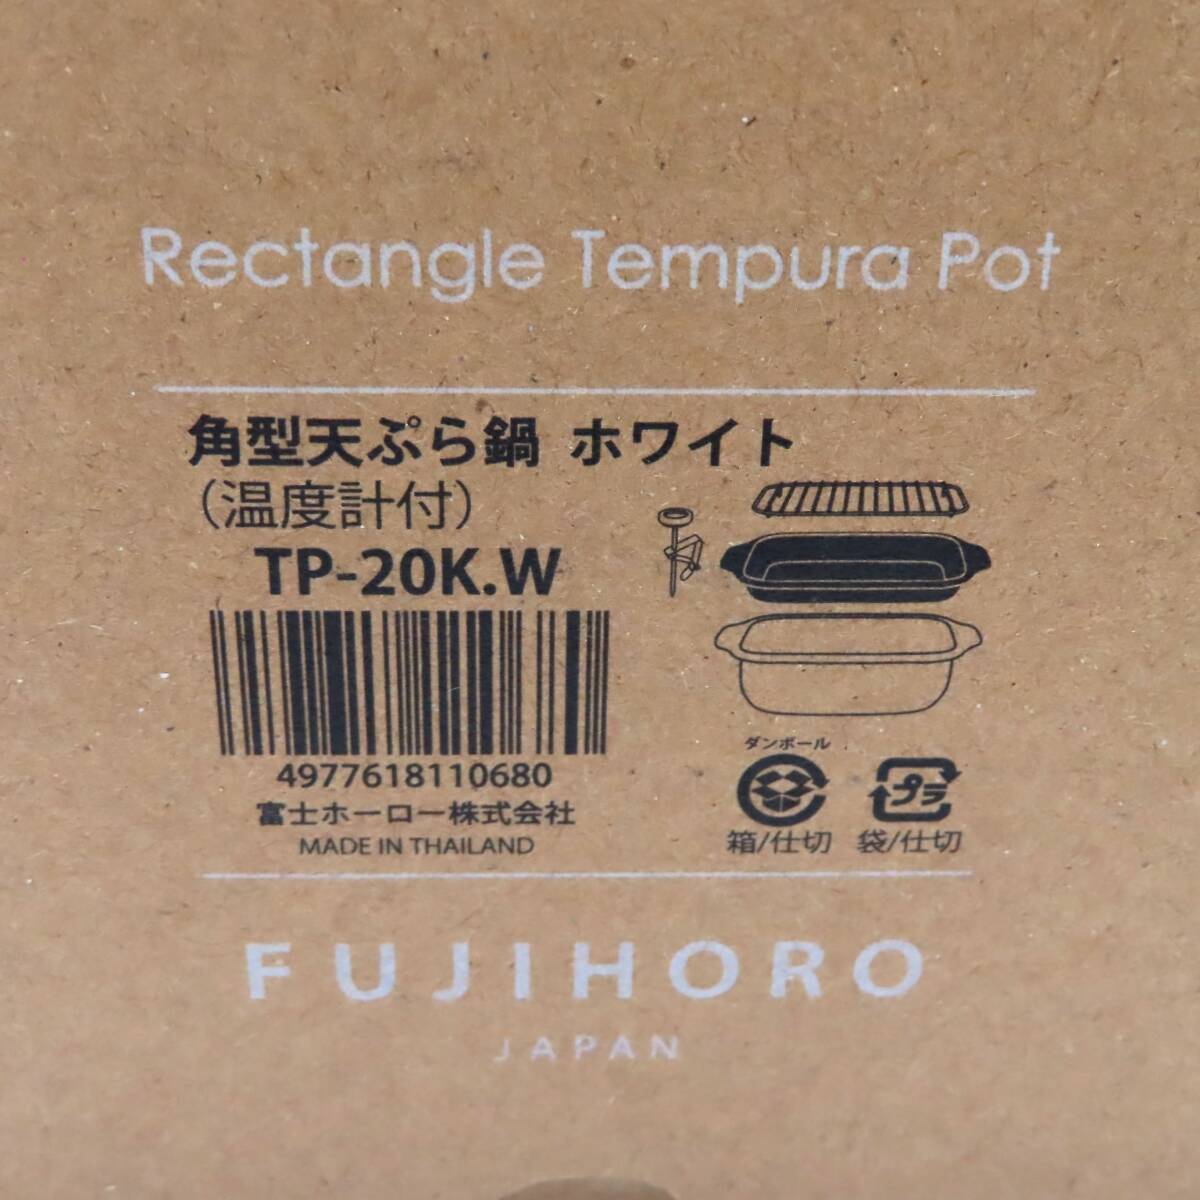 Rectangle Tempura Pot
角型天ぷら鍋 ホワイト
（温度計付）
TP-20K.W
4977618110680
富士ホーロー株式会社
MADE IN THAILAND
ダンボール
箱/仕切
プラ
袋/仕切
FUJIHORO
JAPAN